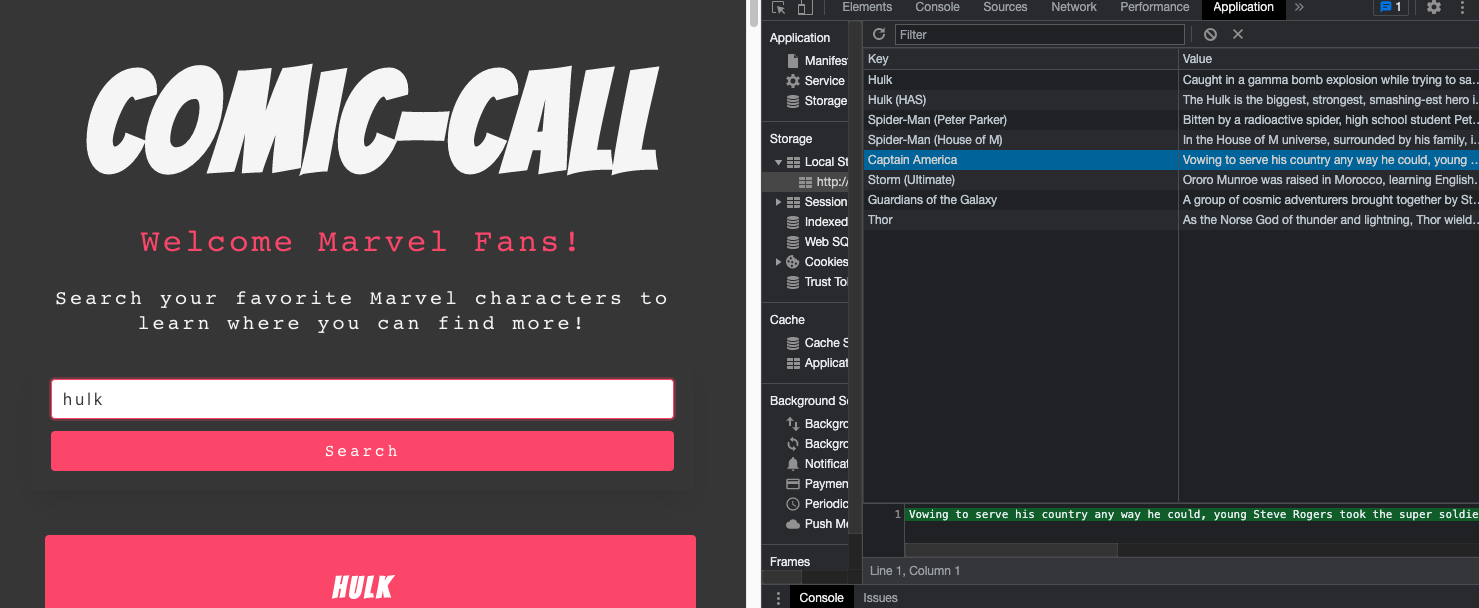 COMIC-CALL
Welcome Marvel Fans!
Search your favorite Marvel characters to
learn where you can find more!
hulk
Search
HULK
Elements Console Sources Network Performance Application » 1
Application
Manifes
Service
Storage
Storage
Local St
http://
Session
Indexed
Web SQ
Cookies
Trust To
Cache
Cache S
Applicat
Background Se
Backgro
Backgro
Notificat
Paymen
Periodic
Push Me
Frames
Filter
Key Value
Hulk Caught in a gamma bomb explosion while trying to sa...
Hulk (HAS) The Hulk is the biggest, strongest, smashing-est hero i...
Spider-Man (Peter Parker) Bitten by a radioactive spider, high school student Pet...
Spider-Man (House of M) In the House of M universe, surrounded by his family, i...
Captain America Vowing to serve his country any way he could, young ...
Storm (Ultimate) Ororo Munroe was raised in Morocco, learning English...
Guardians of the Galaxy A group of cosmic adventurers brought together by St...
Thor As the Norse God of thunder and lightning, Thor wield...
1 Vowing to serve his country any way he could, young Steve Rogers took the super soldie
Line 1, Column 1
Console Issues